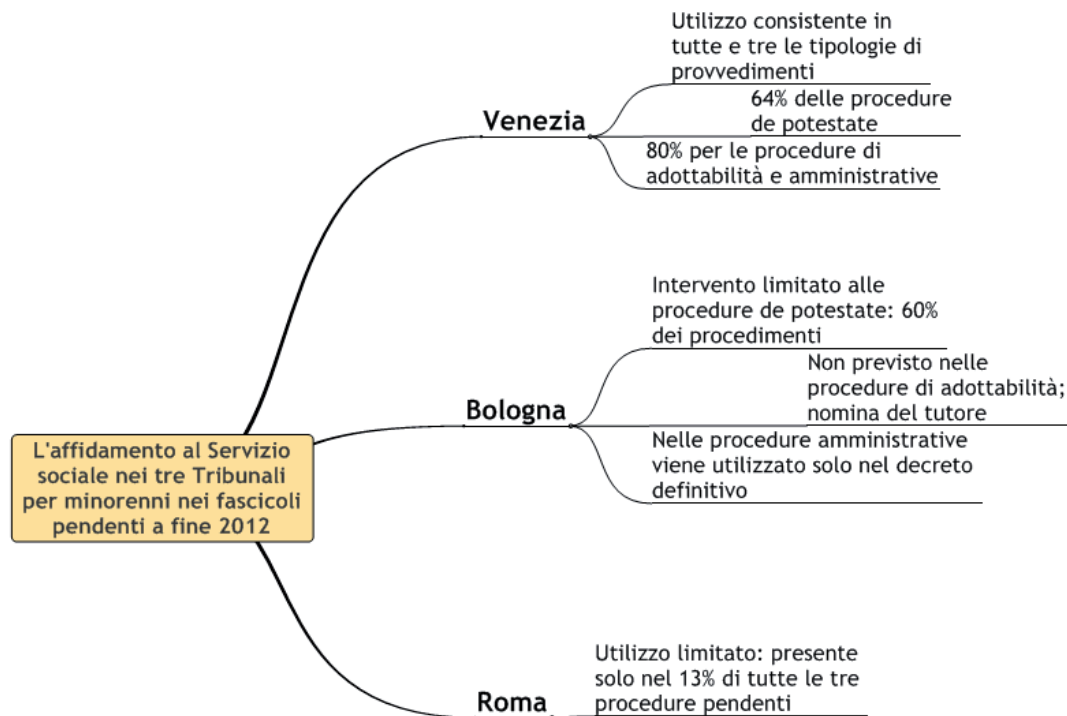 Utilizzo consistente in
tutte e tre le tipologie di
provvedimenti
Venezia
64% delle procedure
de potestate
80% per le procedure di
adottabilità e amministrative
Intervento limitato alle
procedure de potestate: 60%
dei procedimenti
Bologna
Non previsto nelle
procedure di adottabilità;
nomina del tutore
Nelle procedure amministrative
viene utilizzato solo nel decreto
definitivo
L'affidamento al Servizio
sociale nei tre Tribunali
per minorenni nei fascicoli
pendenti a fine 2012
Utilizzo limitato: presente
solo nel 13% di tutte le tre
procedure pendenti
Roma